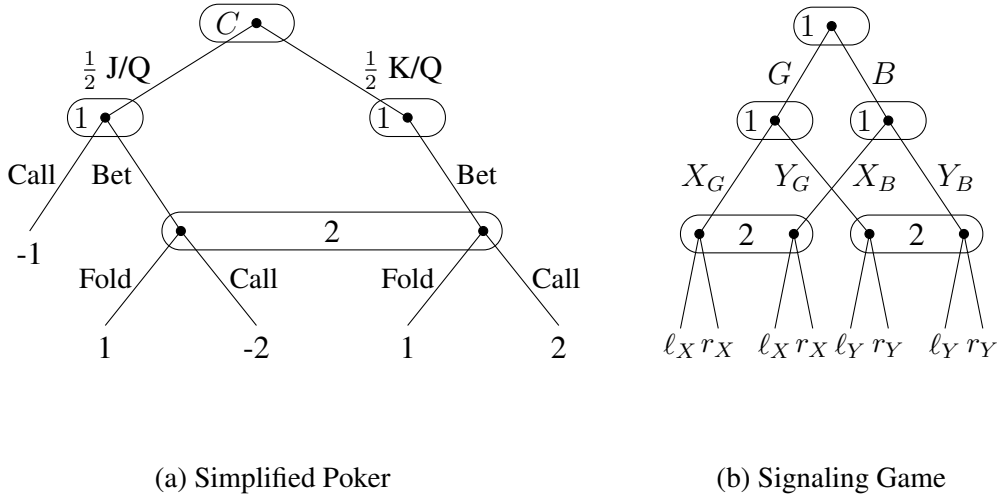 C
1
½ J/Q
½ K/Q
G
B
1
1
1
1
Call
Bet
Bet
X_G
Y_G
X_B
Y_B
2
2
2
-1
Fold
Call
Fold
Call
1
-2
1
2
ℓ_X r_X
ℓ_X r_X
ℓ_Y r_Y
ℓ_Y r_Y
(a) Simplified Poker
(b) Signaling Game